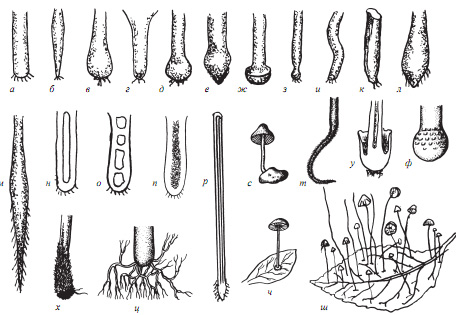 а б в г д е ж з и к л
м н о п р с т у ф
х ц ч ш